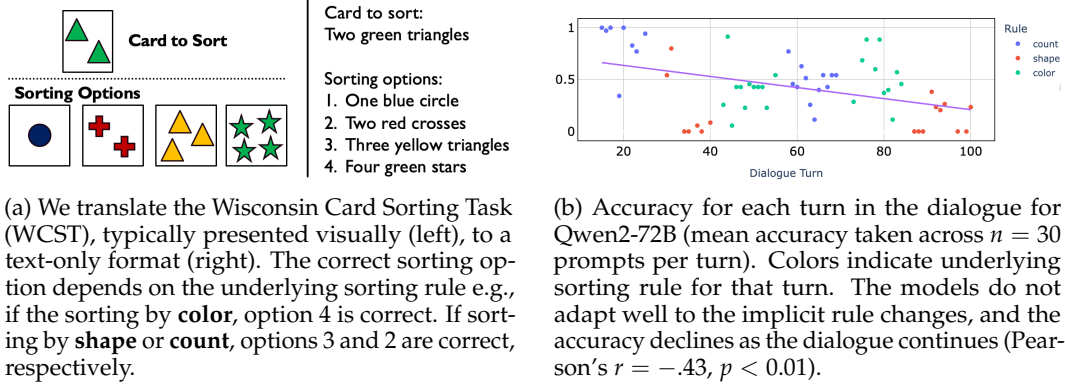 Card to Sort
Sorting Options
Card to sort:
Two green triangles
Sorting options:
1. One blue circle
2. Two red crosses
3. Three yellow triangles
4. Four green stars
(a) We translate the Wisconsin Card Sorting Task
(WCST), typically presented visually (left), to a
text-only format (right). The correct sorting op-
tion depends on the underlying sorting rule e.g.,
if the sorting by color, option 4 is correct. If sort-
ing by shape or count, options 3 and 2 are correct,
respectively.
1
0.5
0
20
40
60
80
100
Dialogue Turn
Rule
count
shape
color
(b) Accuracy for each turn in the dialogue for
Qwen2-72B (mean accuracy taken across n = 30
prompts per turn). Colors indicate underlying
sorting rule for that turn. The models do not
adapt well to the implicit rule changes, and the
accuracy declines as the dialogue continues (Pear-
son's r = −.43, p < 0.01).